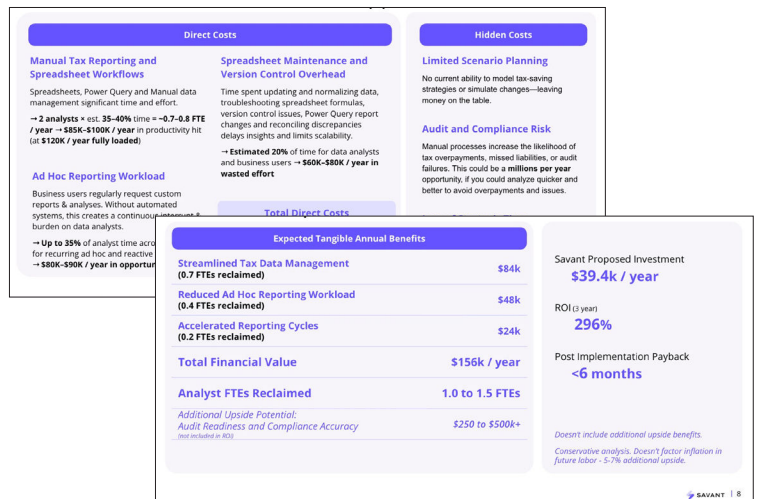 Direct Costs
Manual Tax Reporting and
Spreadsheet Workflows
Spreadsheets, Power Query and Manual data
management significant time and effort.
→ 2 analysts × est. 35–40% time = ~0.7–0.8 FTE
/ year → $85K–$100K / year in productivity hit
(at $120K / year fully loaded)
Ad Hoc Reporting Workload
Business users regularly request custom
reports & analyses. Without automated
systems, this creates a continuous interrupt &
burden on data analysts.
→ Up to 35% of analyst time
for recurring ad hoc and reactive
→ $80K–$90K / year in
Spreadsheet Maintenance and
Version Control Overhead
Time spent updating and normalizing data,
troubleshooting spreadsheet formulas,
version control issues, Power Query report
changes and reconciling discrepancies
delays insights and limits scalability.
→ Estimated 20% of time for data analysts
and business users → $60K–$80K / year in
wasted effort
Total Direct Costs
Hidden Costs
Limited Scenario Planning
No current ability to model tax-saving
strategies or simulate changes—leaving
money on the table.
Audit and Compliance Risk
Manual processes increase the likelihood of
tax overpayments, missed liabilities, or audit
failures. This could be a millions per year
opportunity, if you could analyze quicker and
better to avoid overpayments and issues.
Expected Tangible Annual Benefits
Streamlined Tax Data Management
(0.7 FTEs reclaimed)
$84k
Reduced Ad Hoc Reporting Workload
(0.4 FTEs reclaimed)
$48k
Accelerated Reporting Cycles
(0.2 FTEs reclaimed)
$24k
Total Financial Value
$156k / year
Analyst FTEs Reclaimed
1.0 to 1.5 FTEs
Additional Upside Potential:
Audit Readiness and Compliance Accuracy
(not included in ROI)
$250 to $500k+
Savant Proposed Investment
$39.4k / year
ROI (3 year)
296%
Post Implementation Payback
<6 months
Doesn't include additional upside benefits.
Conservative analysis. Doesn't factor inflation in
future labor - 5-7% additional upside.
SAVANT | 8